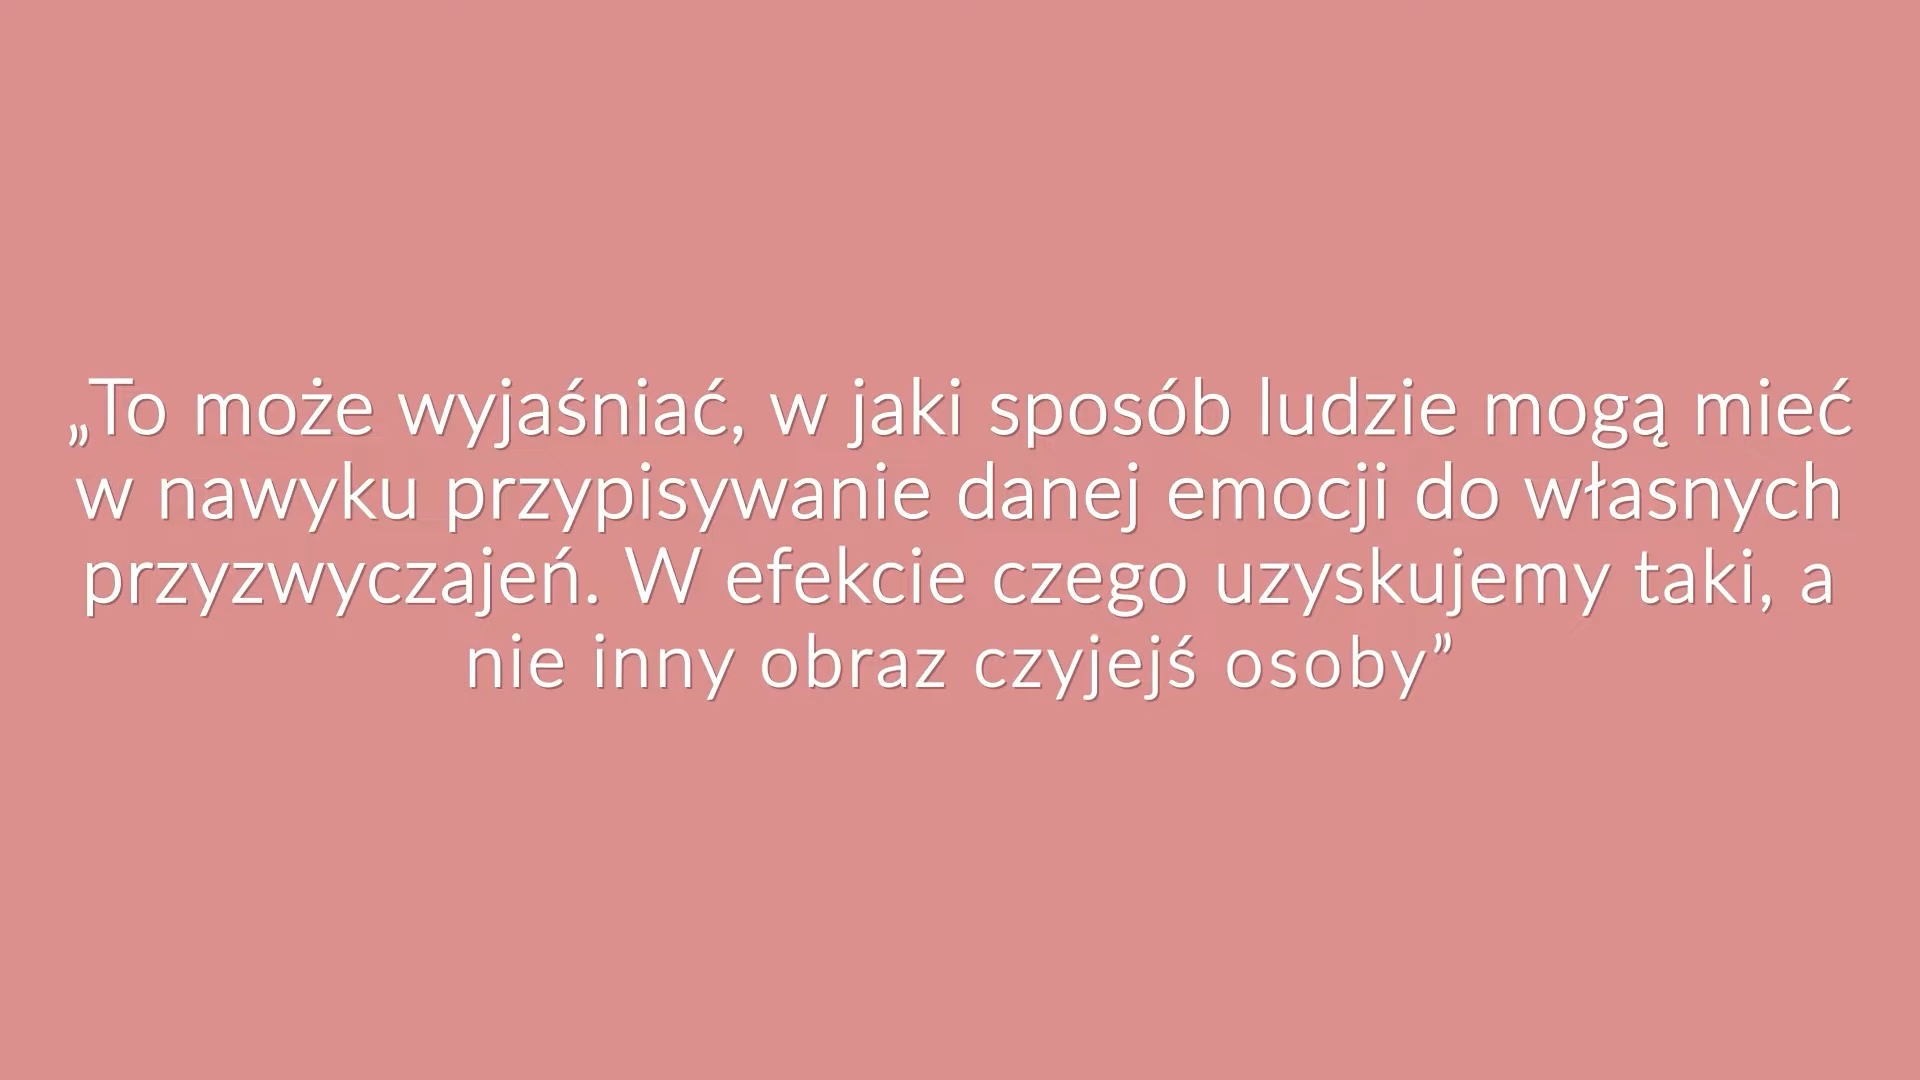 „To może wyjaśniać, w jaki sposób ludzie mogą mieć
w nawyku przypisywanie danej emocji do własnych
przyzwyczajeń. W efekcie czego uzyskujemy taki, a
nie inny obraz czyjejś osoby”